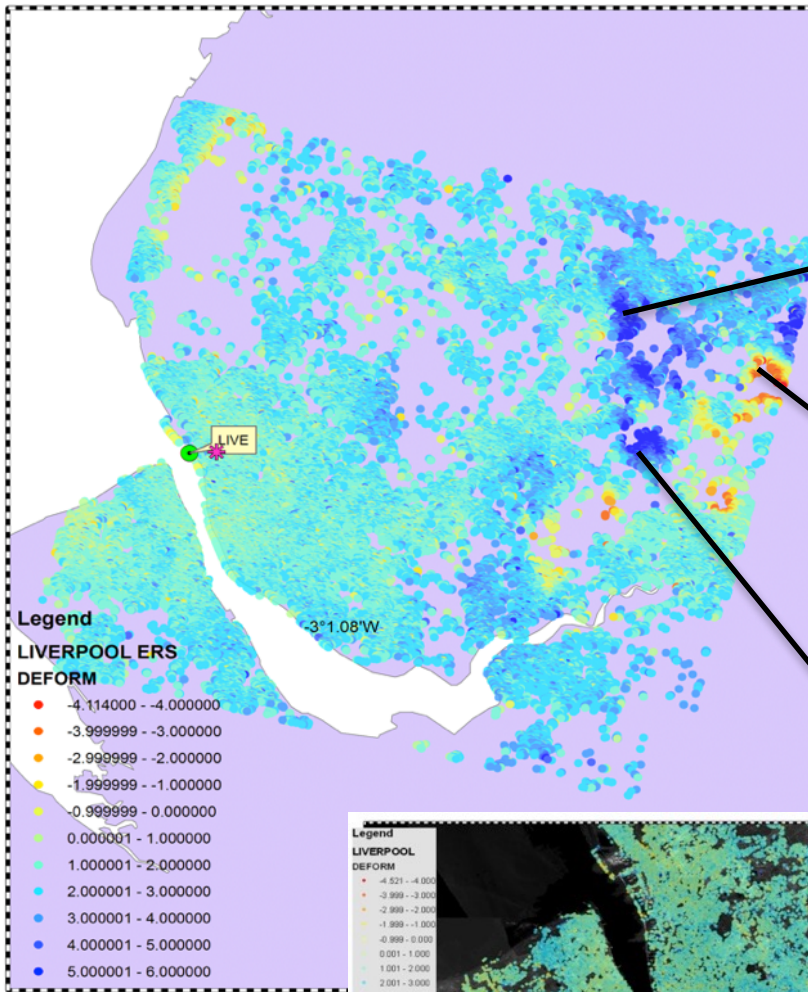 LIVE
-3°1.08'W
Legend
LIVERPOOL ERS
DEFORM
-4.114000 - -4.000000
-3.999999 - -3.000000
-2.999999 - -2.000000
-1.999999 - -1.000000
-0.999999 - 0.000000
0.000001 - 1.000000
1.000001 - 2.000000
2.000001 - 3.000000
3.000001 - 4.000000
4.000001 - 5.000000
5.000001 - 6.000000
Legend
LIVERPOOL
DEFORM
-4.521 - -4.000
-3.999 - -3.000
-2.999 - -2.000
-1.999 - -1.000
-0.999 - 0.000
0.001 - 1.000
1.001 - 2.000
2.001 - 3.000